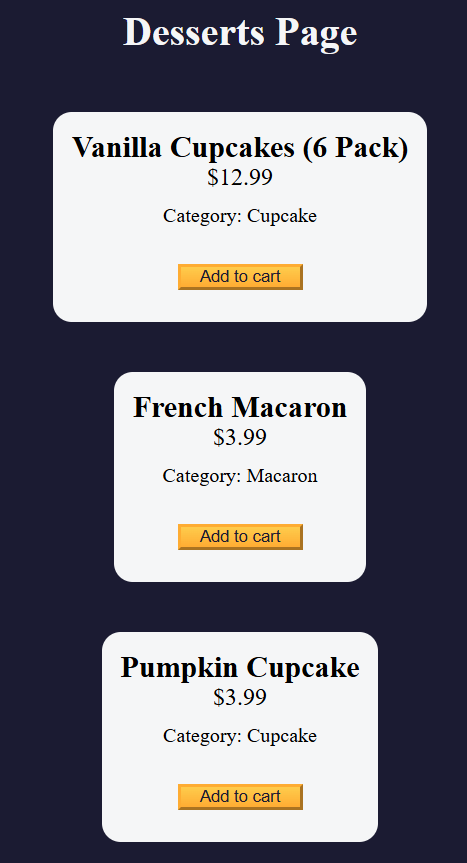 Desserts Page
Vanilla Cupcakes (6 Pack)
$12.99
Category: Cupcake
Add to cart
French Macaron
$3.99
Category: Macaron
Add to cart
Pumpkin Cupcake
$3.99
Category: Cupcake
Add to cart